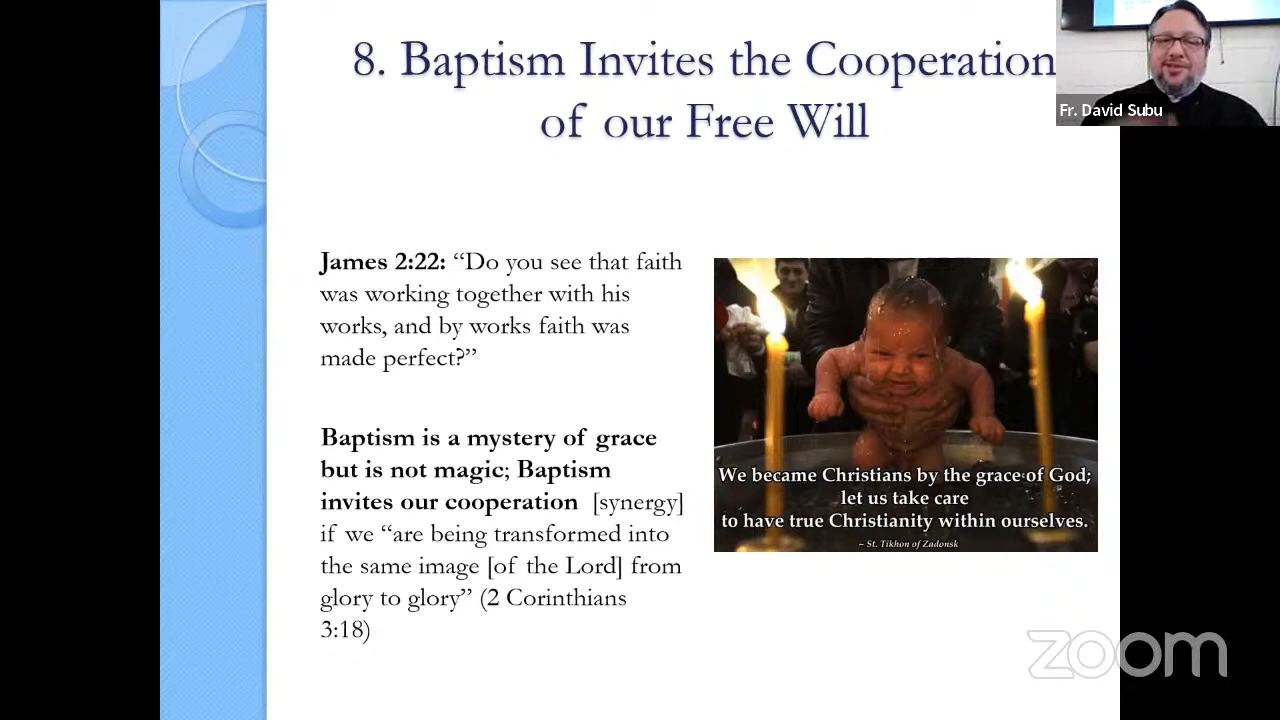 8. Baptism Invites the Cooperation
of our Free Will
Fr. David Subu
James 2:22: “Do you see that faith
was working together with his
works, and by works faith was
made perfect?”
Baptism is a mystery of grace
but is not magic; Baptism
invites our cooperation [synergy]
if we “are being transformed into
the same image [of the Lord] from
glory to glory” (2 Corinthians
3:18)
We became Christians by the grace of God;
let us take care
to have true Christianity within ourselves.
~ St. Tikhon of Zadonsk
zoom